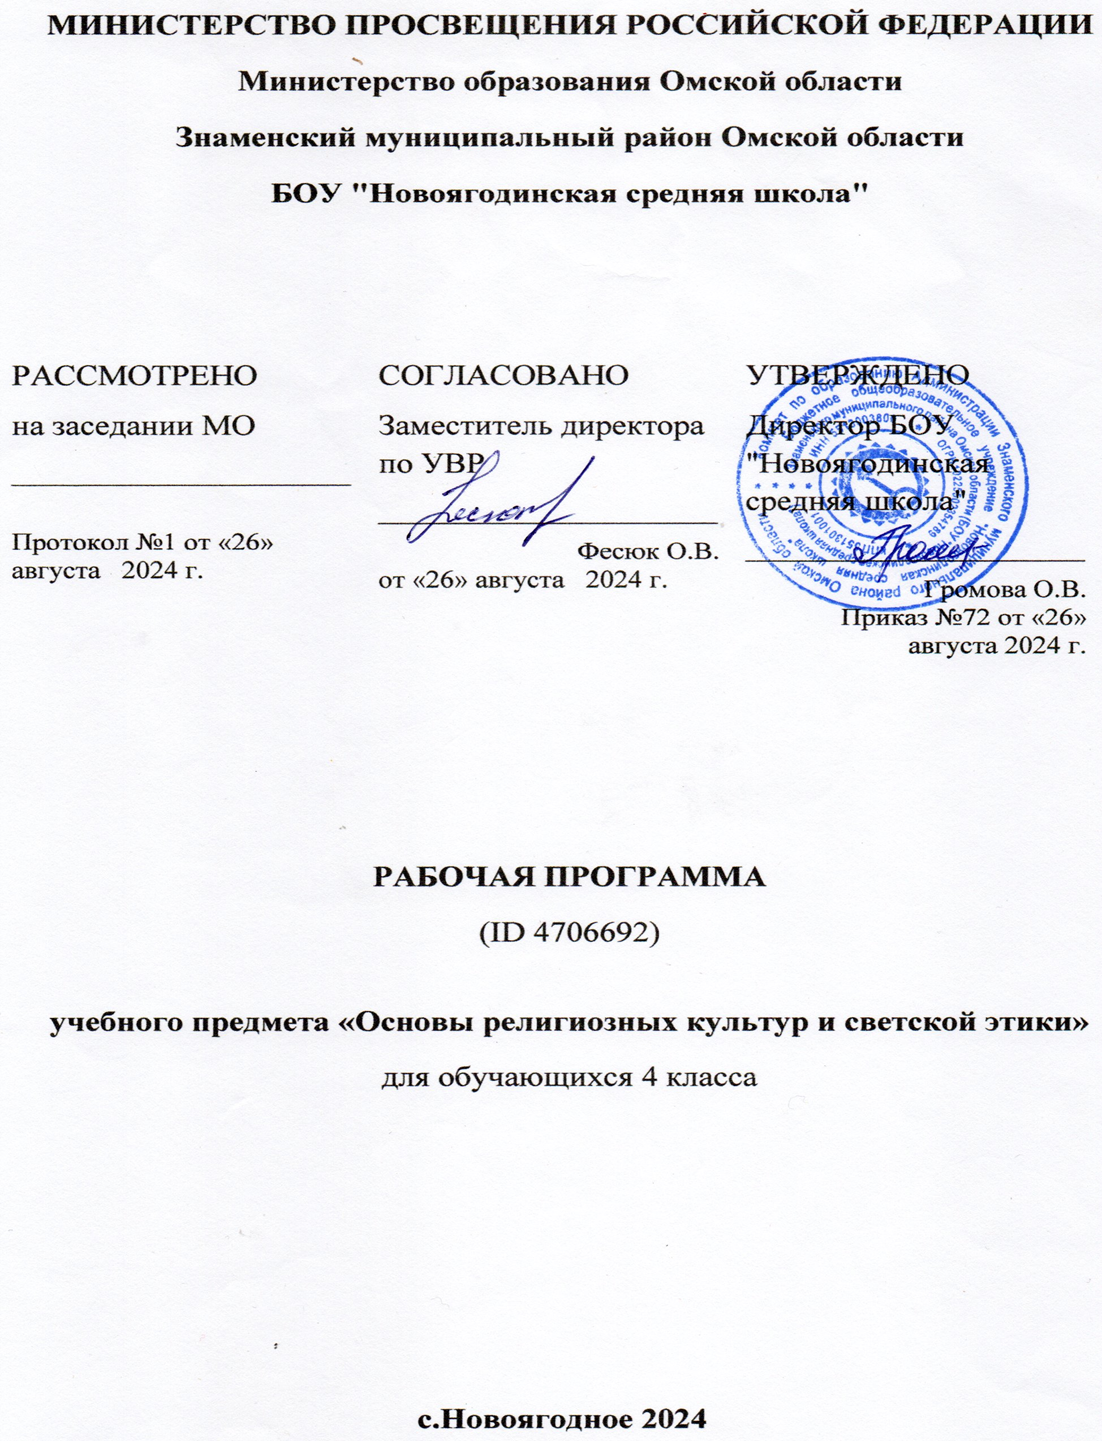 МИНИСТЕРСТВО ПРОСВЕЩЕНИЯ РОССИЙСКОЙ ФЕДЕРАЦИИ
Министерство образования Омской области
Знаменский муниципальный район Омской области
БОУ "Новоягодинская средняя школа"
РАССМОТРЕНО
на заседании МО
Протокол №1 от «26»
августа 2024 г.
СОГЛАСОВАНО
Заместитель директора
по УВР
Фесюк О.В.
от «26» августа 2024 г.
УТВЕРЖДЕНО
Директор БОУ
"Новоягодинская
средняя школа"
Громова О.В.
Приказ №72 от «26»
августа 2024 г.
РАБОЧАЯ ПРОГРАММА
(ID 4706692)
учебного предмета «Основы религиозных культур и светской этики»
для обучающихся 4 класса
с.Новоягодное 2024